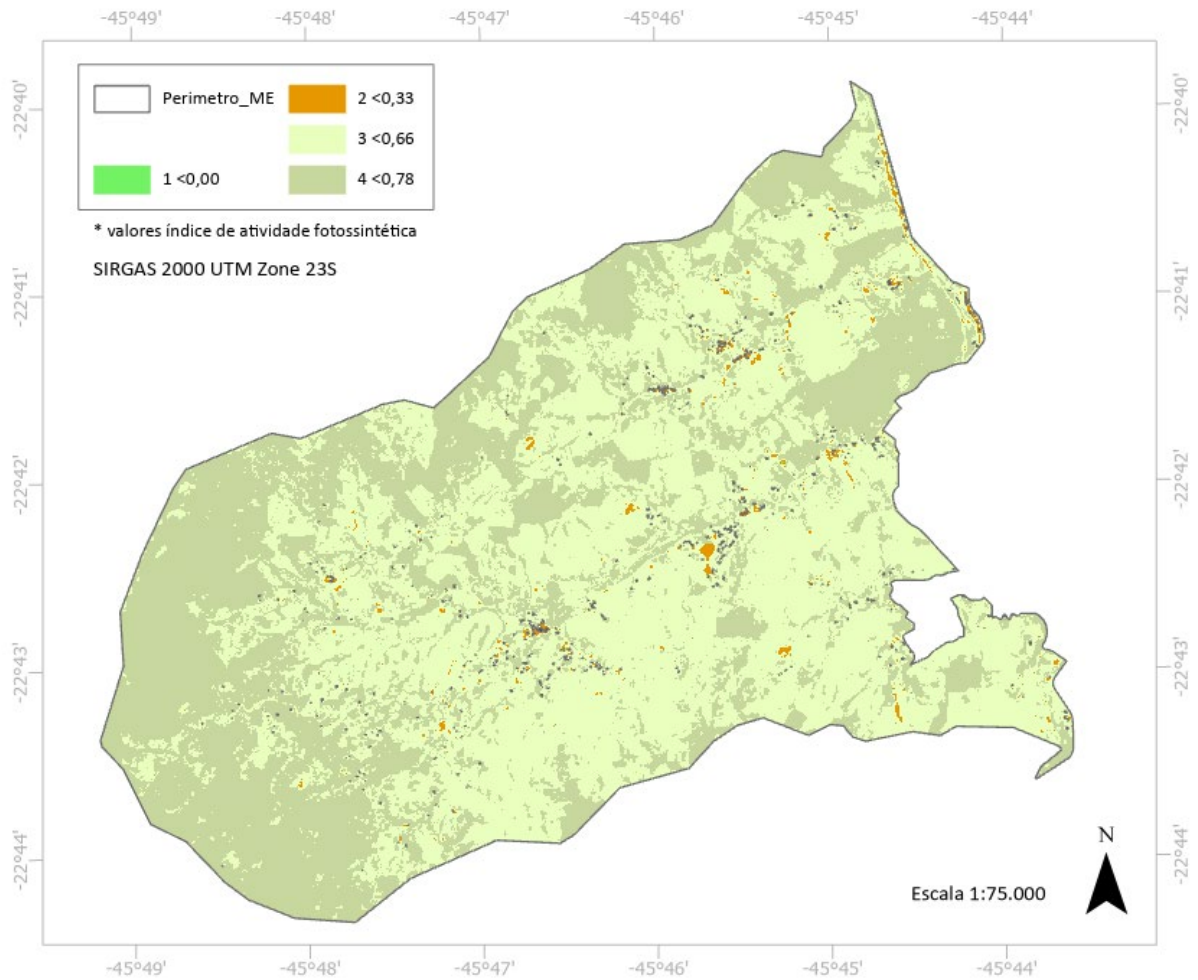 -45°49' -45°48' -45°47' -45°46' -45°45' -45°44'
Perimetro_ME
2 <0,33
3 <0,66
1 <0,00
4 <0,78
* valores índice de atividade fotossintética
SIRGAS 2000 UTM Zone 23S
-22°40'
-22°41'
-22°42'
-22°43'
-22°44'
-22°40'
-22°41'
-22°42'
-22°43'
-22°44'
N
Escala 1:75.000
-45°49' -45°48' -45°47' -45°46' -45°45' -45°44'